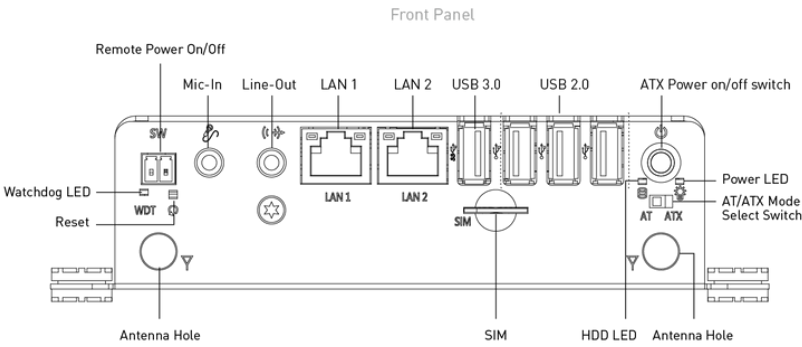 Front Panel
Remote Power On/Off
Mic-In
Line-Out
LAN 1
LAN 2
USB 3.0
USB 2.0
ATX Power on/off switch
SW
Watchdog LED
WDT
Reset
LAN 1
LAN 2
SIM
Power LED
AT/ATX Mode
Select Switch
AT
ATX
Antenna Hole
SIM
HDD LED
Antenna Hole